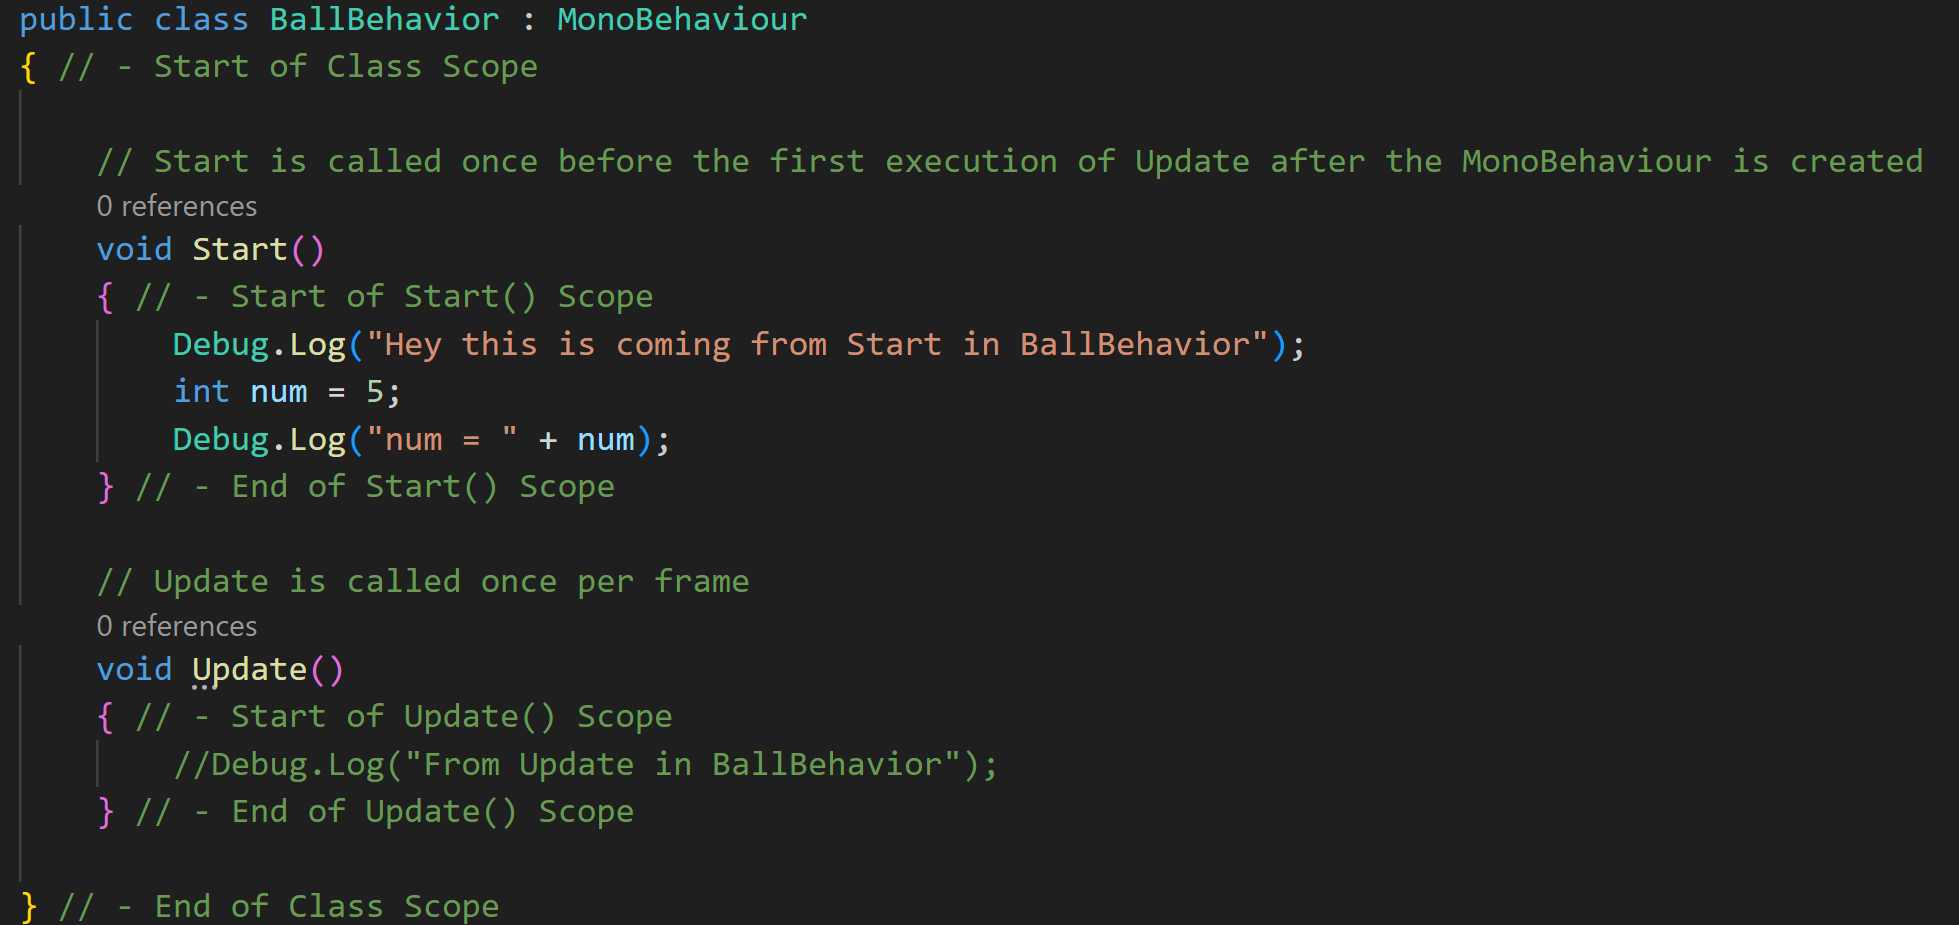 public class BallBehavior : MonoBehaviour
{ // - Start of Class Scope
// Start is called once before the first execution of Update after the MonoBehaviour is created
0 references
void Start()
{ // - Start of Start() Scope
Debug.Log("Hey this is coming from Start in BallBehavior");
int num = 5;
Debug.Log("num = " + num);
} // - End of Start() Scope
// Update is called once per frame
0 references
void Update()
{ // - Start of Update() Scope
//Debug.Log("From Update in BallBehavior");
} // - End of Update() Scope
} // - End of Class Scope